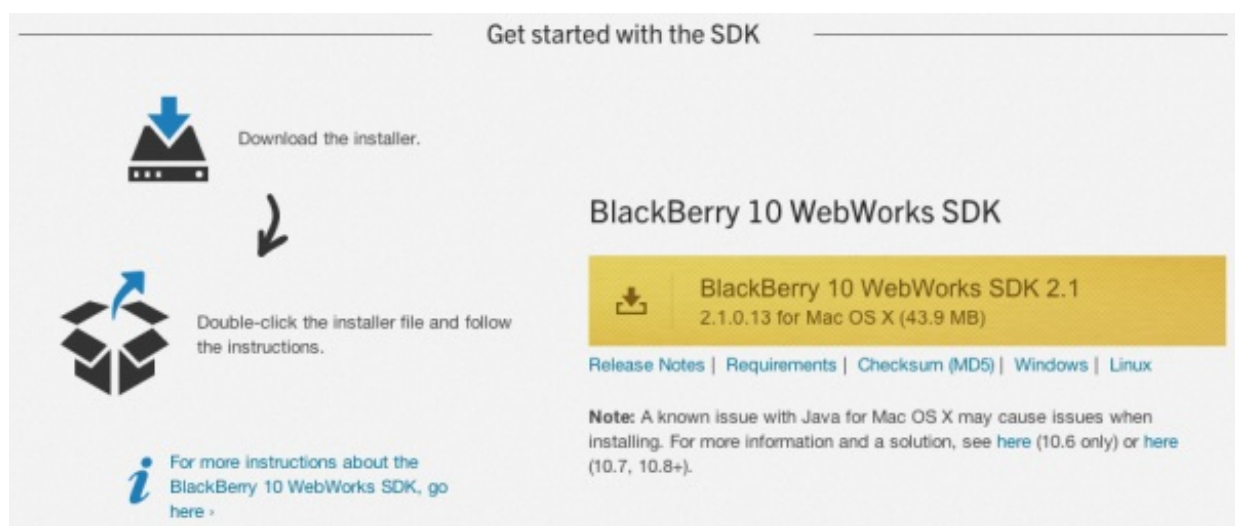 Get started with the SDK
Download the installer.
Double-click the installer file and follow
the instructions.
For more instructions about the
BlackBerry 10 WebWorks SDK, go
here ›
BlackBerry 10 WebWorks SDK
BlackBerry 10 WebWorks SDK 2.1
2.1.0.13 for Mac OS X (43.9 MB)
Release Notes | Requirements | Checksum (MD5) | Windows | Linux
Note: A known issue with Java for Mac OS X may cause issues when
installing. For more information and a solution, see here (10.6 only) or here
(10.7, 10.8+).